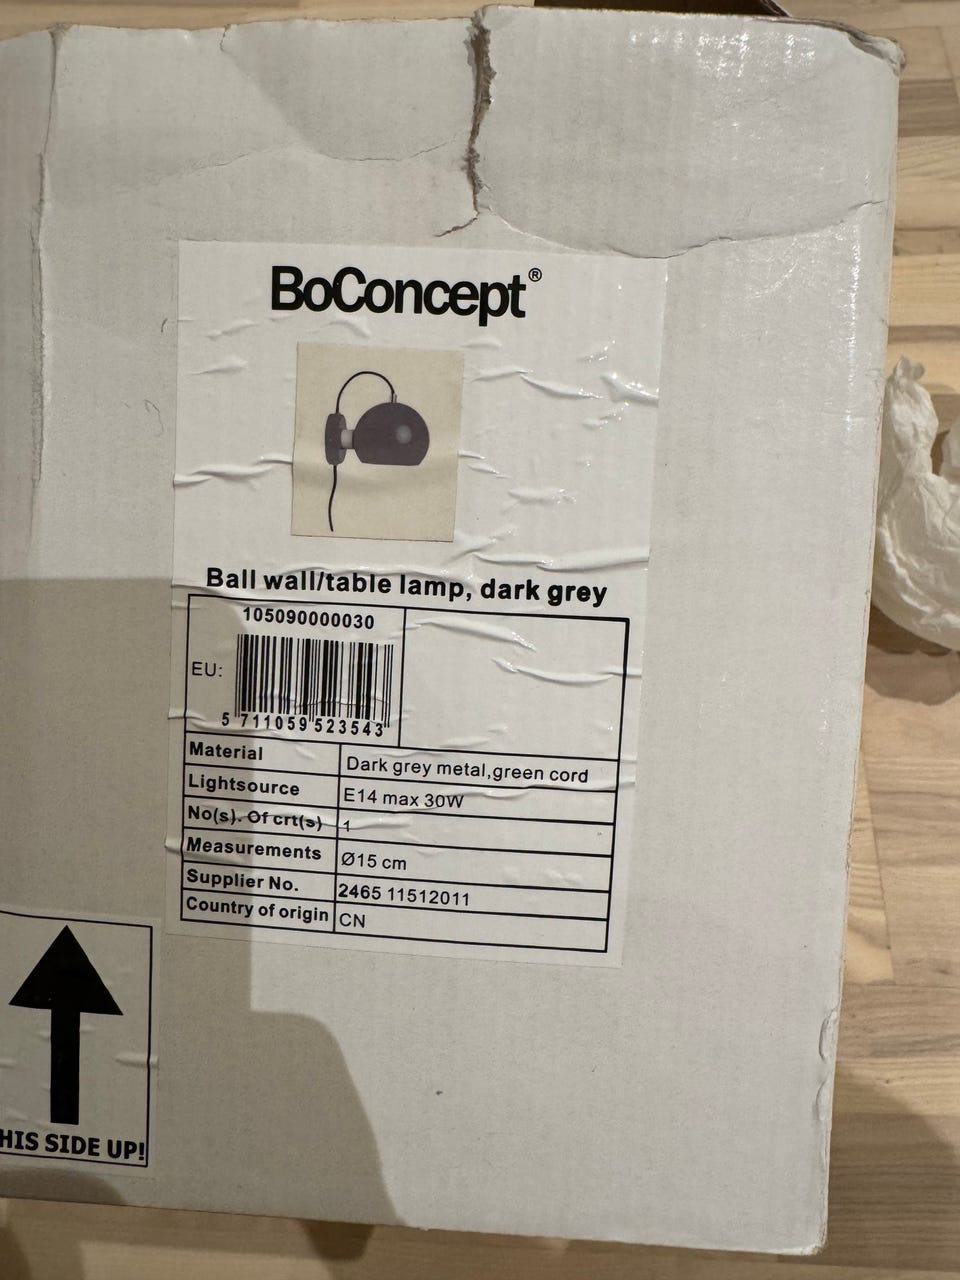 BoConcept®
Ball wall/table lamp, dark grey
105090000030
EU:
5 711059 523543
Material Dark grey metal,green cord
Lightsource E14 max 30W
No(s). Of crt(s) 1
Measurements Ø15 cm
Supplier No. 2465 11512011
Country of origin CN
HIS SIDE UP!